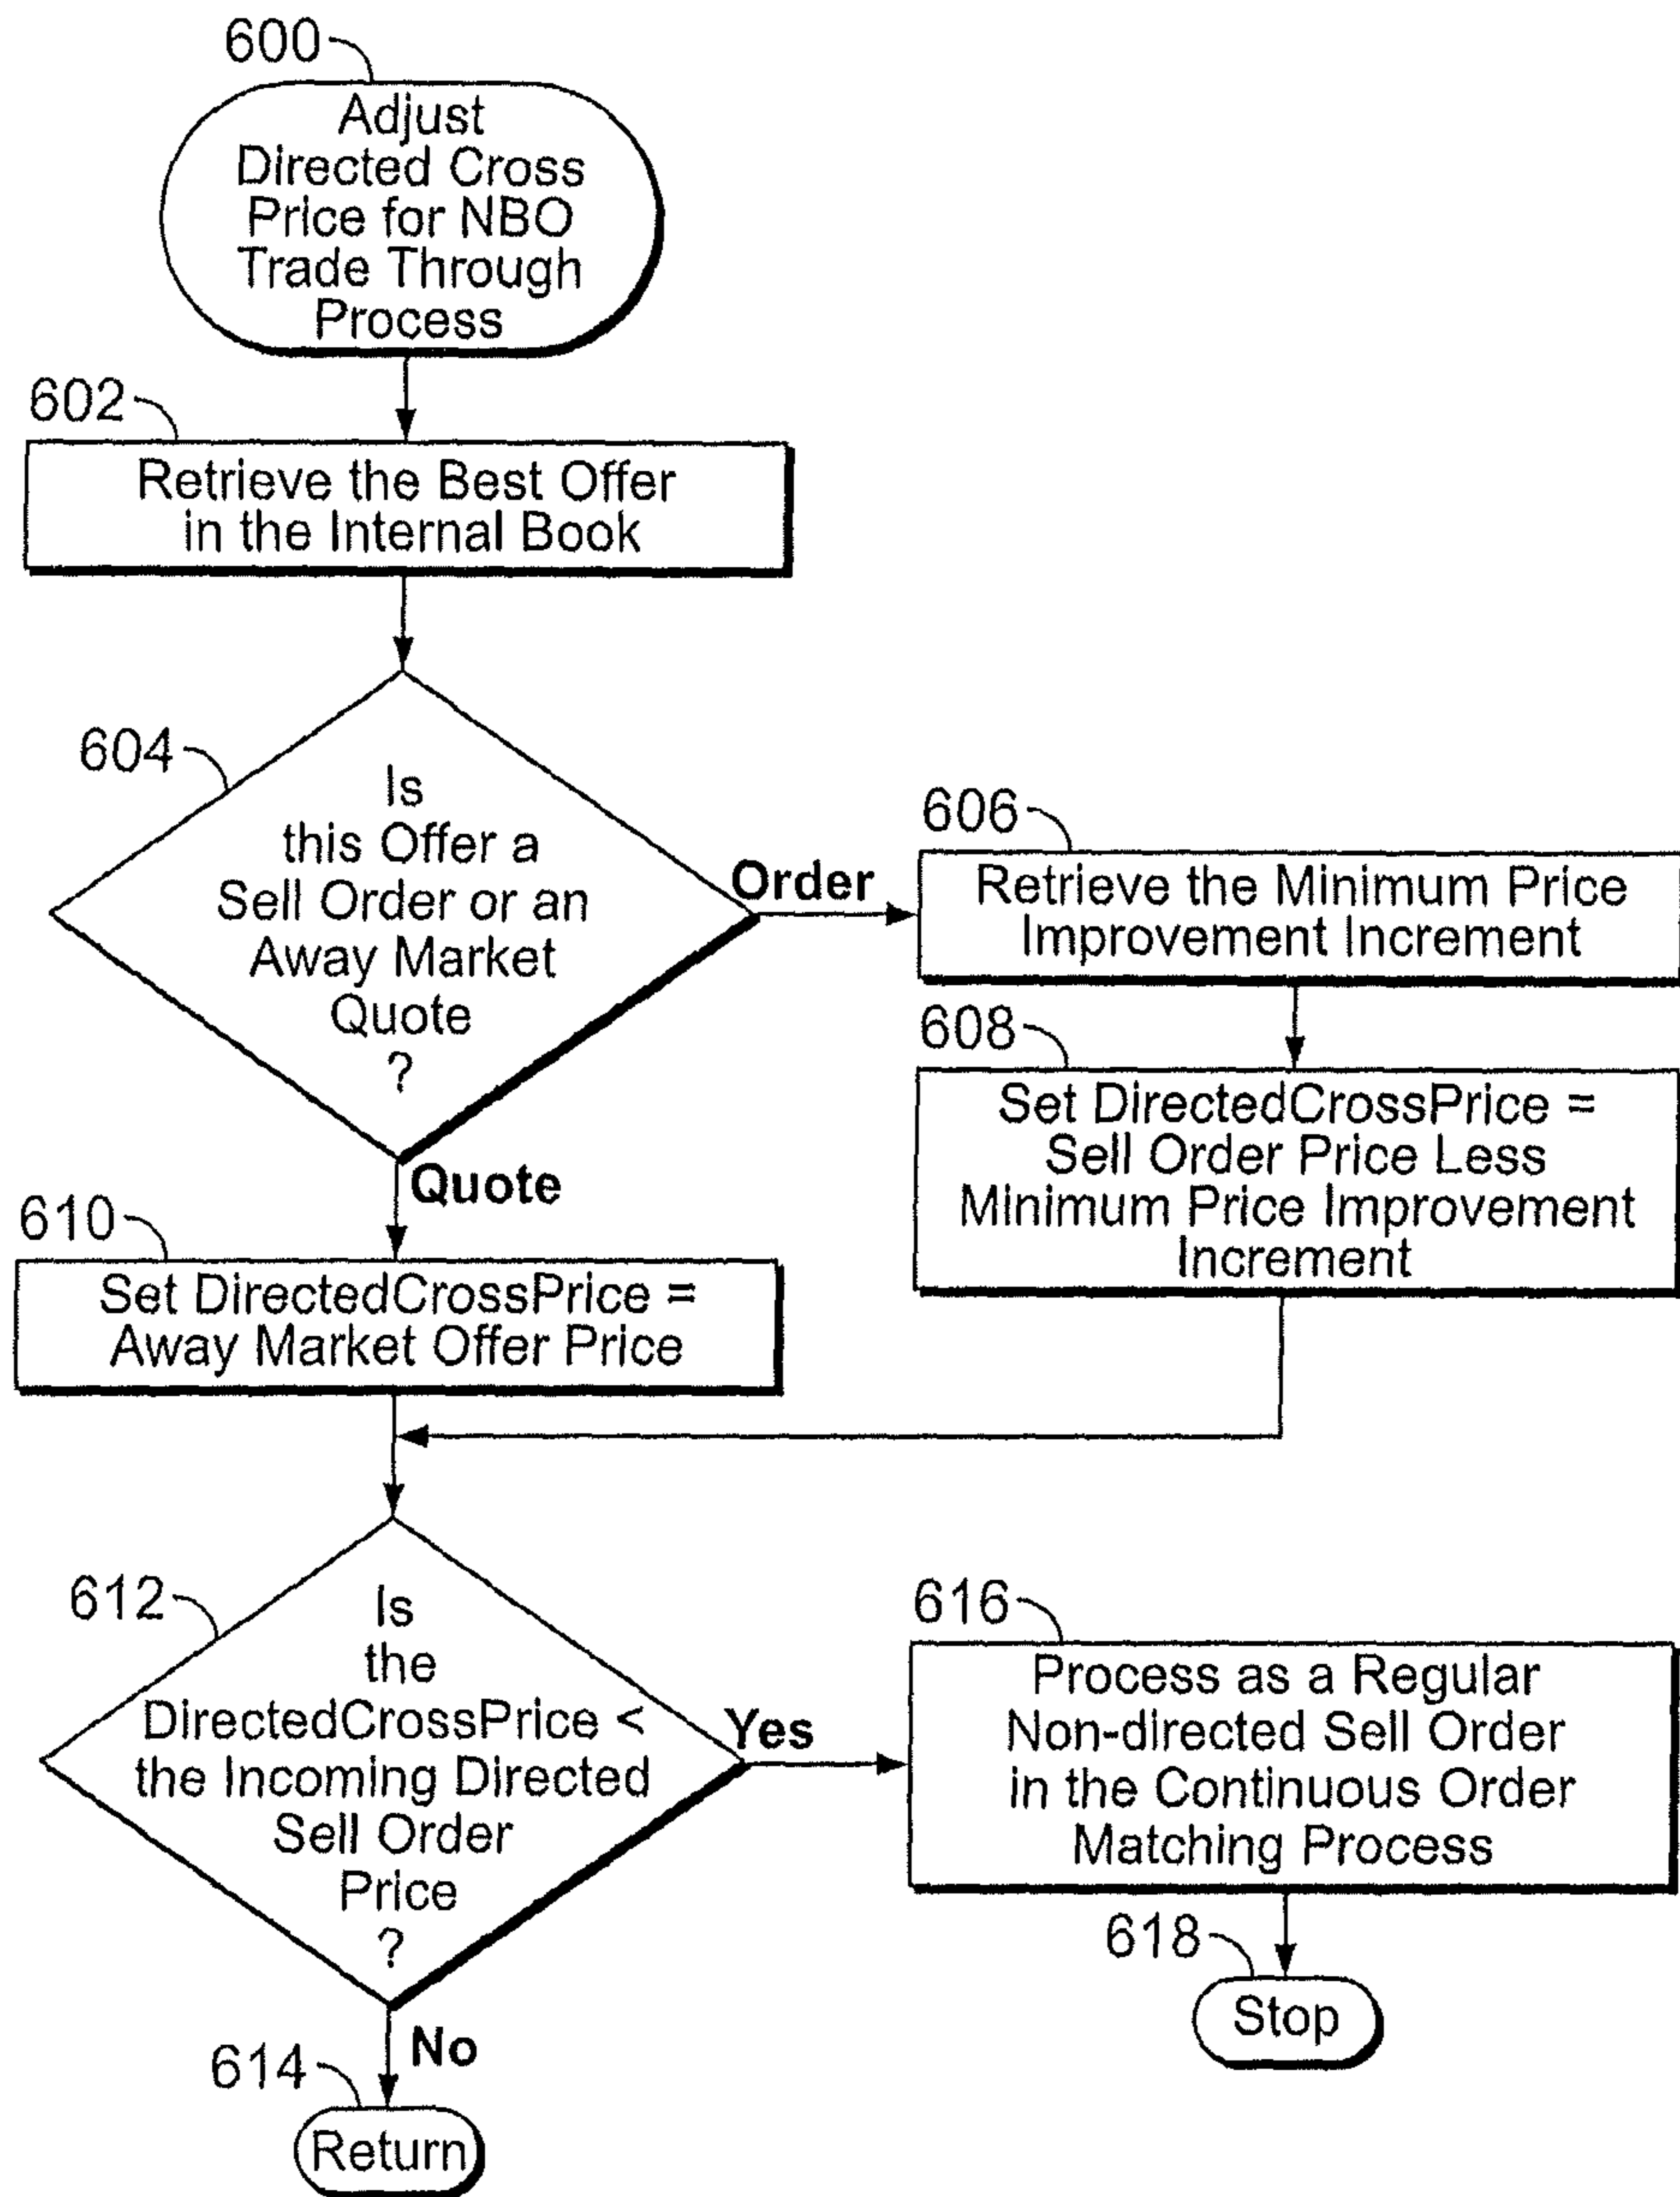 600
Adjust
Directed Cross
Price for NBO
Trade Through
Process
602
Retrieve the Best Offer
in the Internal Book
604
Is
this Offer a
Sell Order or an
Away Market
Quote
?
Order
606
Retrieve the Minimum Price
Improvement Increment
608
Set DirectedCrossPrice =
Sell Order Price Less
Minimum Price Improvement
Increment
Quote
610
Set DirectedCrossPrice =
Away Market Offer Price
612
Is
the
DirectedCrossPrice <
the Incoming Directed
Sell Order
Price
?
Yes
616
Process as a Regular
Non-directed Sell Order
in the Continuous Order
Matching Process
618
Stop
No
614
Return